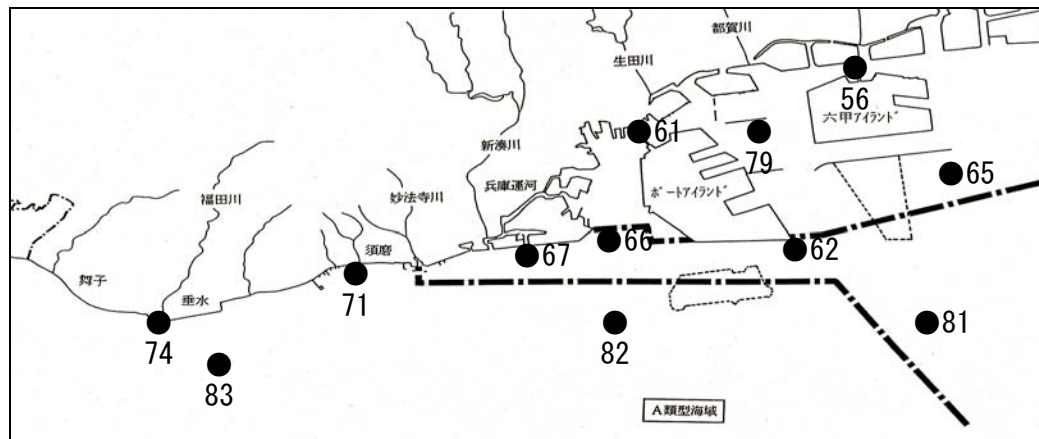 都賀川
生田川
56
六甲アイランド
61
79
新湊川
65
兵庫運河
ポートアイランド
福田川
妙法寺川
須磨
66
62
67
舞子
71
垂水
74
82
81
83
A類型海域